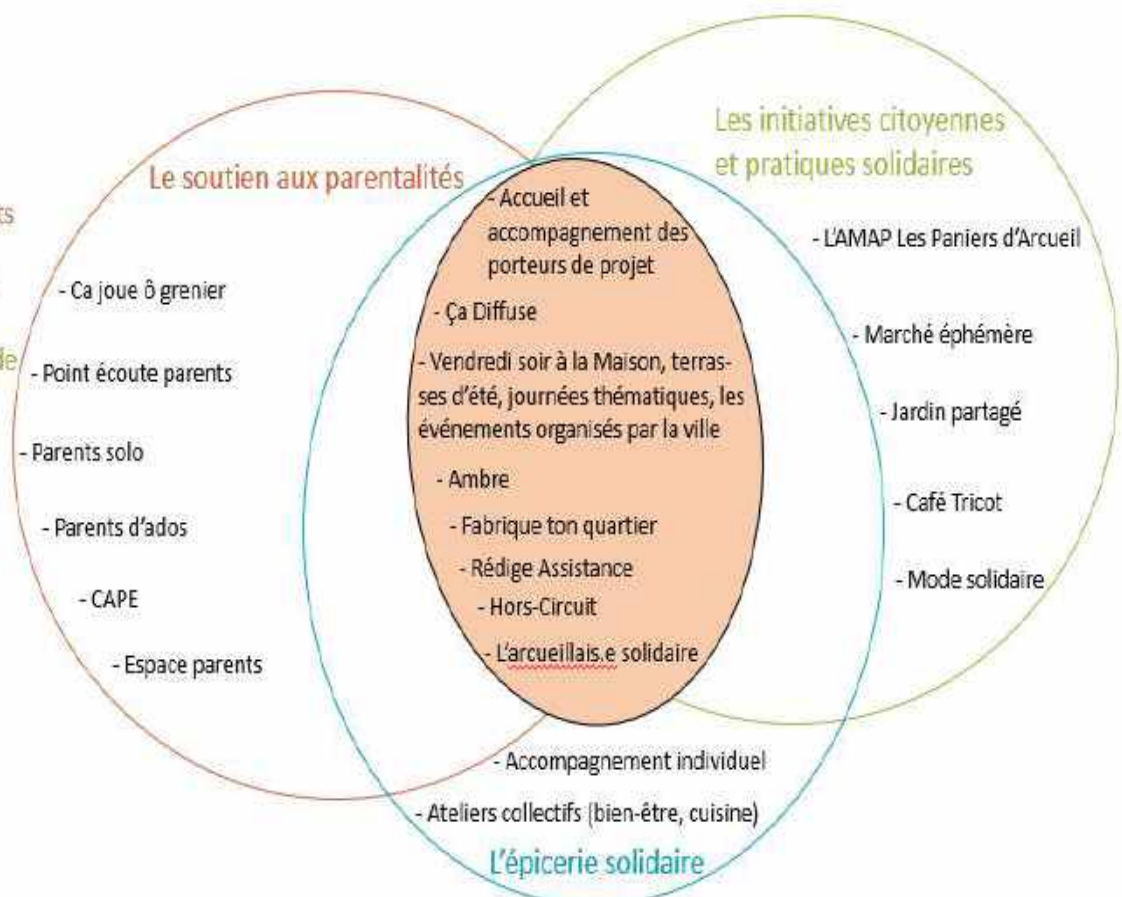 ts
de
Le soutien aux parentalités
- Ca joue ô grenier
- Point écoute parents
- Parents solo
- Parents d'ados
- CAPE
- Espace parents
- Accueil et
accompagnement des
porteurs de projet
- Ça Diffuse
- Vendredi soir à la Maison, terras-
ses d'été, journées thématiques, les
événements organisés par la ville
- Ambre
- Fabrique ton quartier
- Rédige Assistance
- Hors-Circuit
- L'arcueillais.e solidaire
Les initiatives citoyennes
et pratiques solidaires
- L'AMAP Les Paniers d'Arcueil
- Marché éphémère
- Jardin partagé
- Café Tricot
- Mode solidaire
- Accompagnement individuel
- Ateliers collectifs (bien-être, cuisine)
L'épicerie solidaire